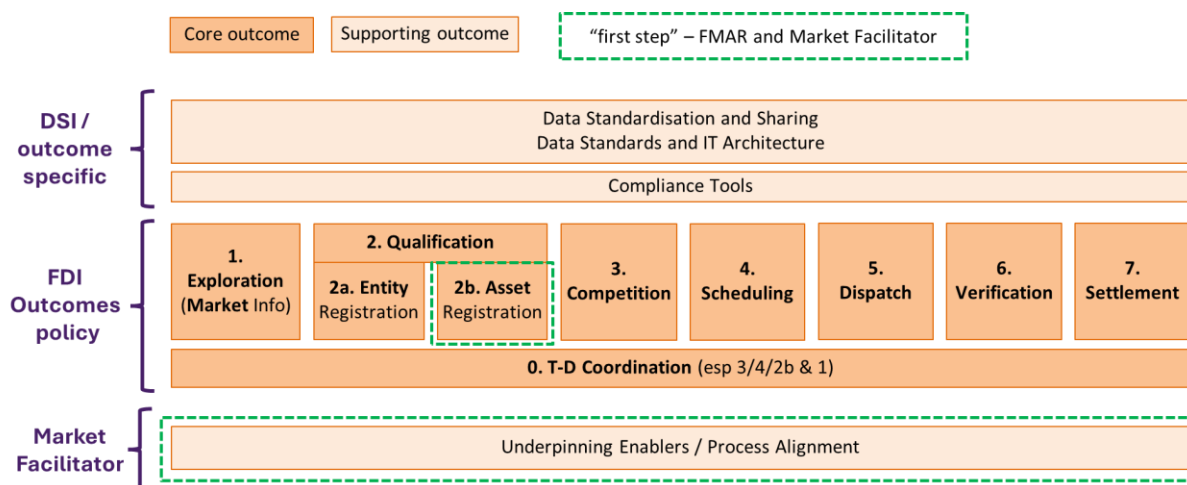 Core outcome
Supporting outcome
“first step” – FMAR and Market Facilitator
DSI /
outcome
specific
Data Standardisation and Sharing
Data Standards and IT Architecture
Compliance Tools
FDI
Outcomes
policy
1.
Exploration
(Market Info)
2. Qualification
2a. Entity
Registration
2b. Asset
Registration
3.
Competition
4.
Scheduling
5.
Dispatch
6.
Verification
7.
Settlement
0. T-D Coordination (esp 3/4/2b & 1)
Market
Facilitator
Underpinning Enablers / Process Alignment